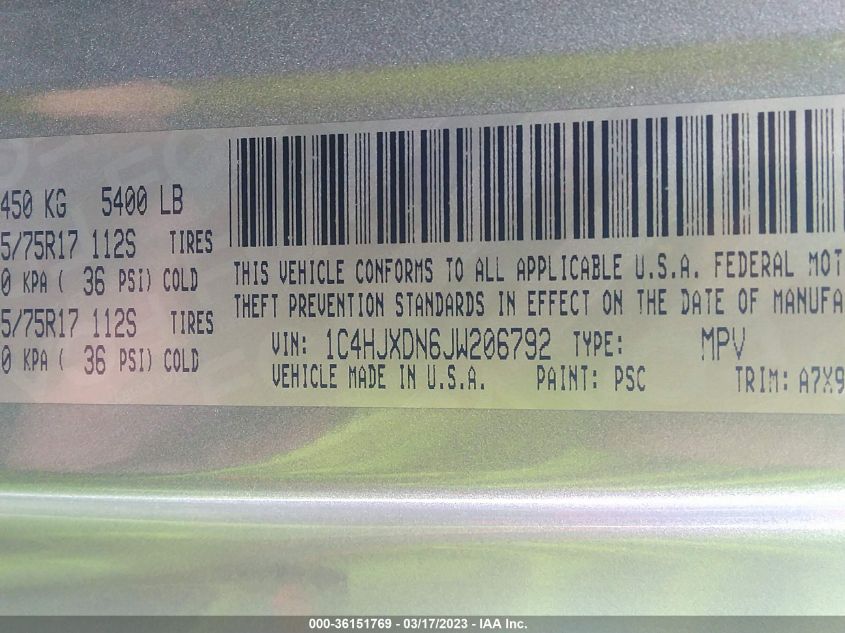 450 KG 5400 LB
5/75R17 112S TIRES
0 KPA ( 36 PSI) COLD
5/75R17 112S TIRES
0 KPA ( 36 PSI) COLD
THIS VEHICLE CONFORMS TO ALL APPLICABLE U.S.A. FEDERAL MOT
THEFT PREVENTION STANDARDS IN EFFECT ON THE DATE OF MANUFA
VIN: 1C4HJXDN6JW206792 TYPE: MPV
VEHICLE MADE IN U.S.A. PAINT: PSC TRIM: A7X9
000-36151769 - 03/17/2023 - IAA Inc.